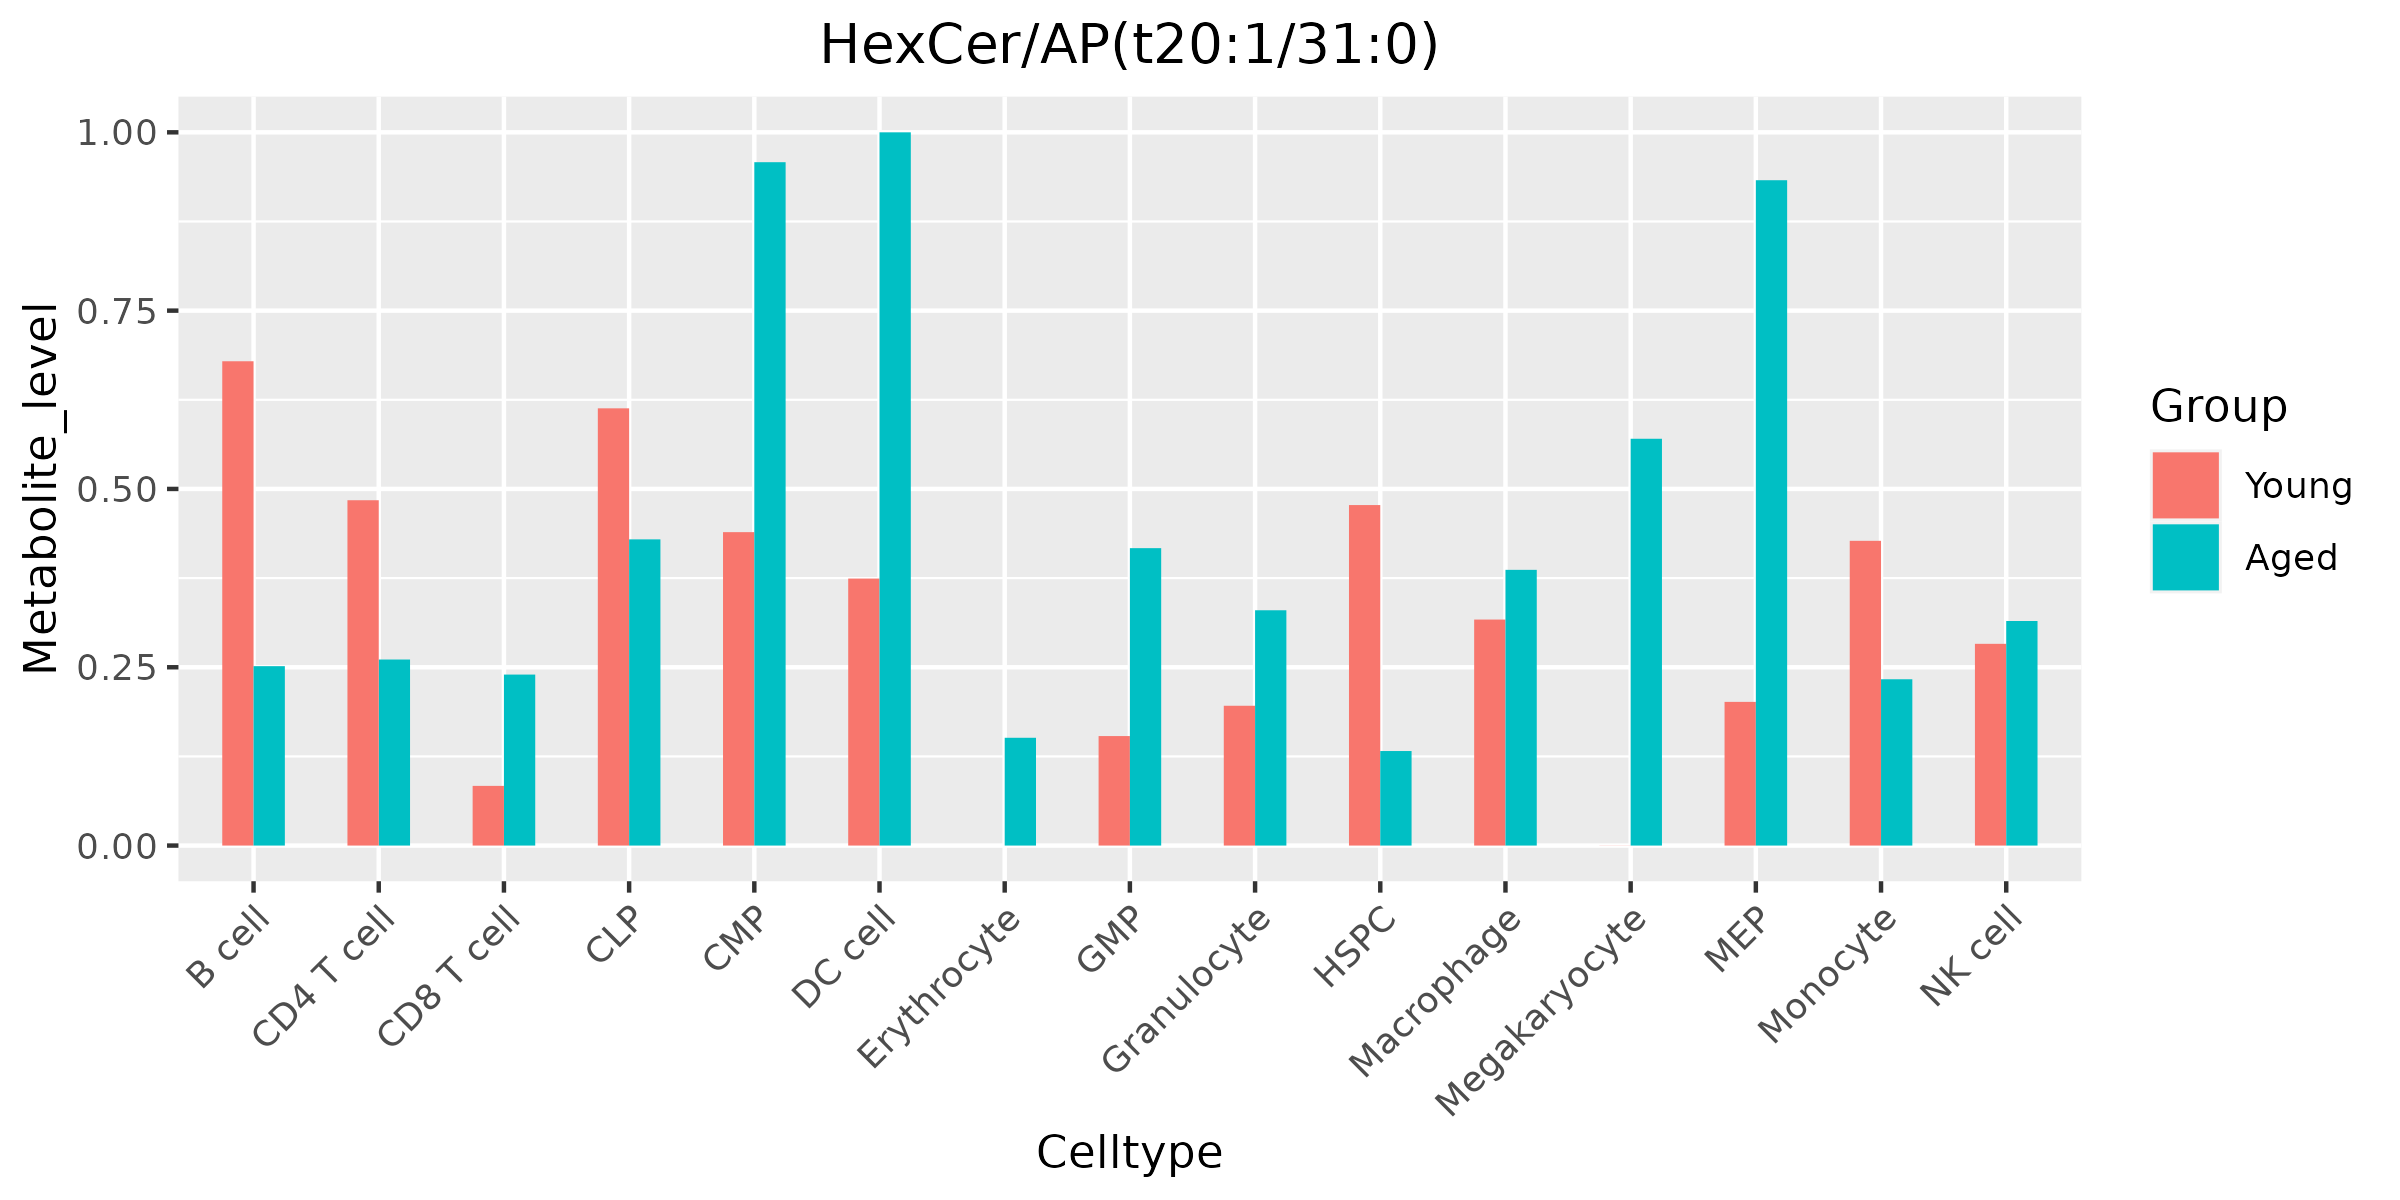 HexCer/AP(t20:1/31:0)
Metabolite_level
1.00
0.75
0.50
0.25
0.00
B cell
CD4 T cell
CD8 T cell
CLP
CMP
DC cell
Erythrocyte
GMP
Granulocyte
HSPC
Macrophage
Megakaryocyte
MEP
Monocyte
NK cell
Celltype
Group
Young
Aged